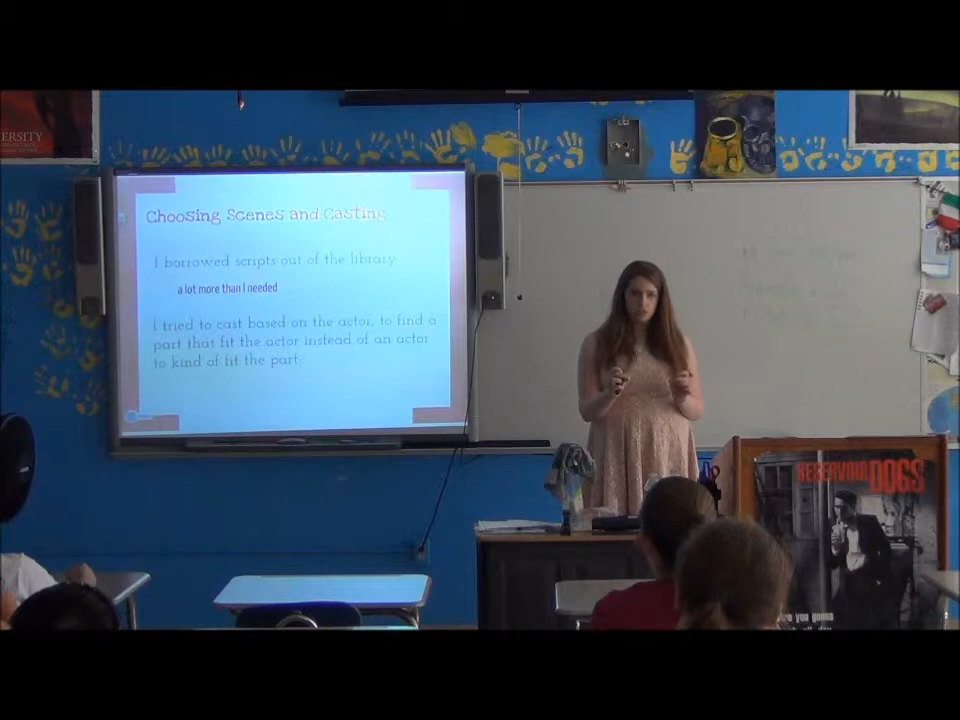 ERSITY
Choosing Scenes and Casting
I borrowed scripts out of the library
a lot more than I needed
I tried to cast based on the actor, to find a
part that fit the actor instead of an actor
to kind of fit the part.
RESERVOIR DOGS
you gonna